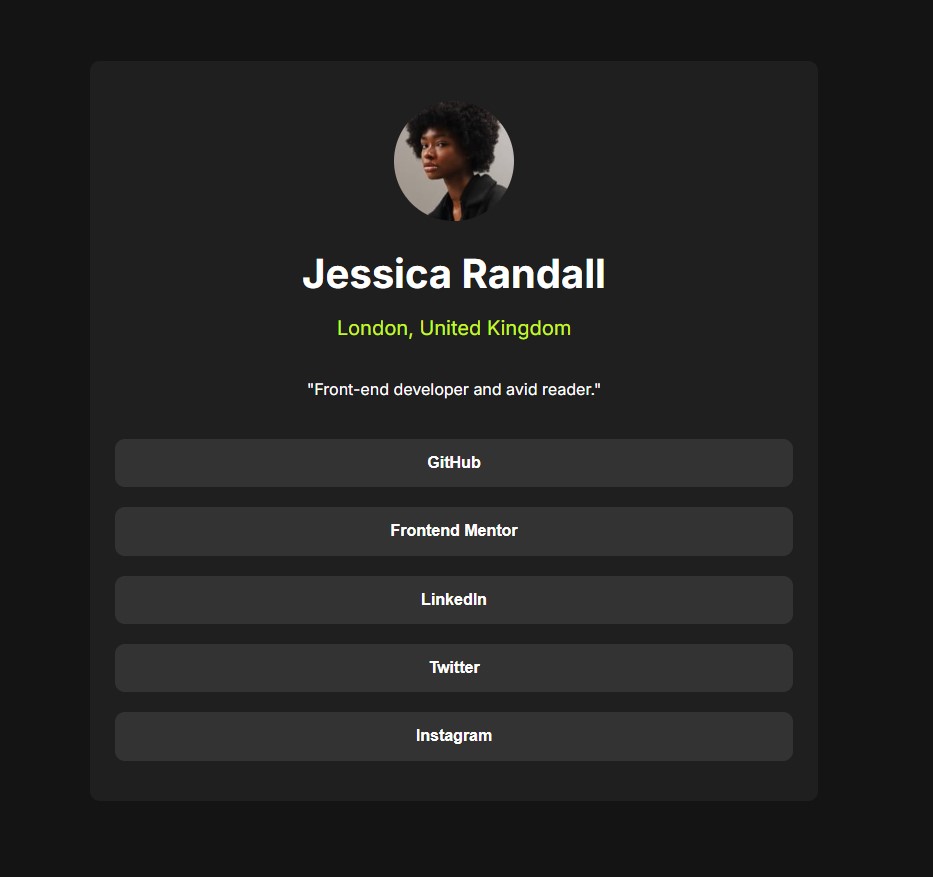 Jessica Randall
London, United Kingdom
"Front-end developer and avid reader."
GitHub
Frontend Mentor
LinkedIn
Twitter
Instagram